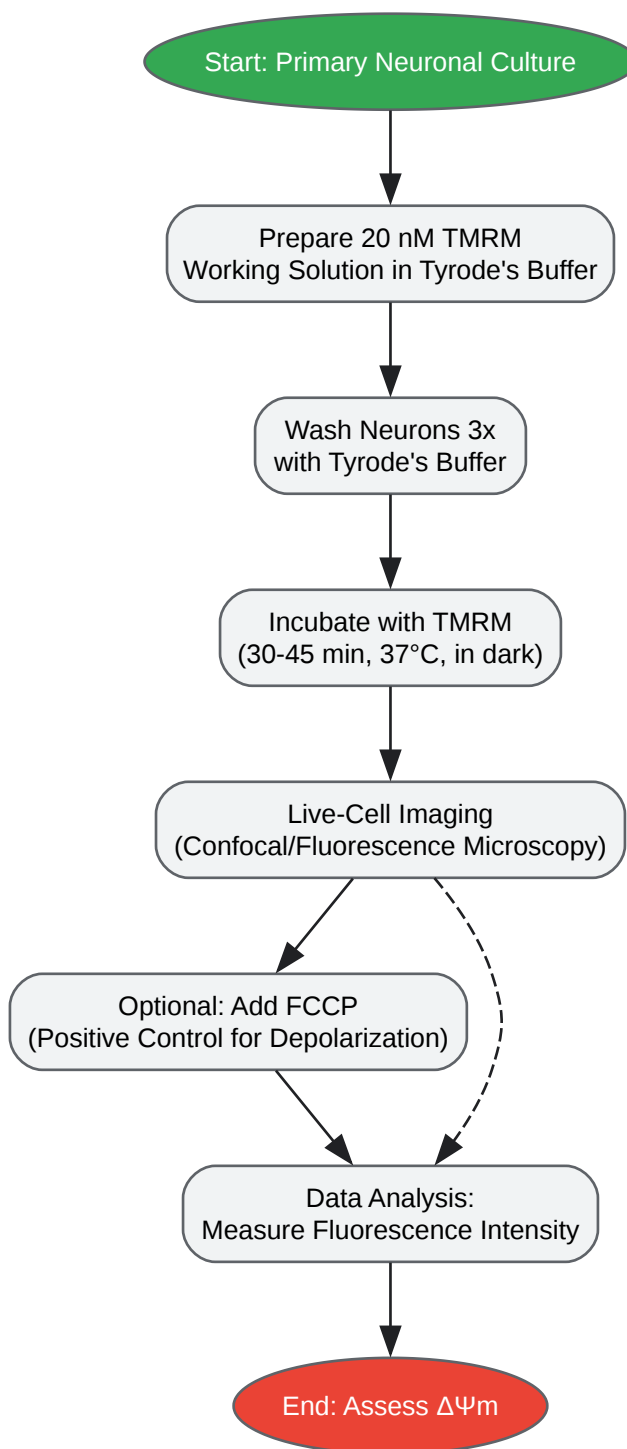 Start: Primary Neuronal Culture
Prepare 20 nM TMRM
Working Solution in Tyrode's Buffer
Wash Neurons 3x
with Tyrode's Buffer
Incubate with TMRM
(30-45 min, 37°C, in dark)
Live-Cell Imaging
(Confocal/Fluorescence Microscopy)
Optional: Add FCCP
(Positive Control for Depolarization)
Data Analysis:
Measure Fluorescence Intensity
End: Assess ΔΨm